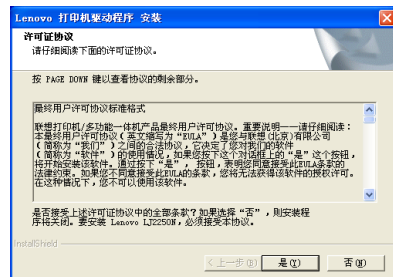 Lenovo 打印机驱动程序 安装
许可证协议
请仔细阅读下面的许可证协议。
按 PAGE DOWN 键以查看协议的剩余部分。
最终用户许可协议标准格式
联想打印机/多功能一体机产品最终用户许可协议。重要说明——请仔细阅读：
本最终用户许可协议（英文缩写为“EULA”）是您与联想(北京)有限公司
（简称为“我们”）之间的合法协议，它决定了您对我们的软件
（简称为“软件”）的使用情况，如果您按下这个对话框上的“是”这个按钮，
将开始安装该软件。通过按下“是”，按钮，表明您同意接受此EULA条款的
法律约束。如果您不同意接受此EULA的条款，您将无法获得该软件的授权许可。
在这种情况下，您不可以使用该软件。
是否接受上述许可证协议中的全部条款？如果选择“否”，则安装程
序将关闭。要安装 Lenovo LJ2250N，必须接受本协议。
InstallShield
< 上一步(B) 是(Y) 否(N)